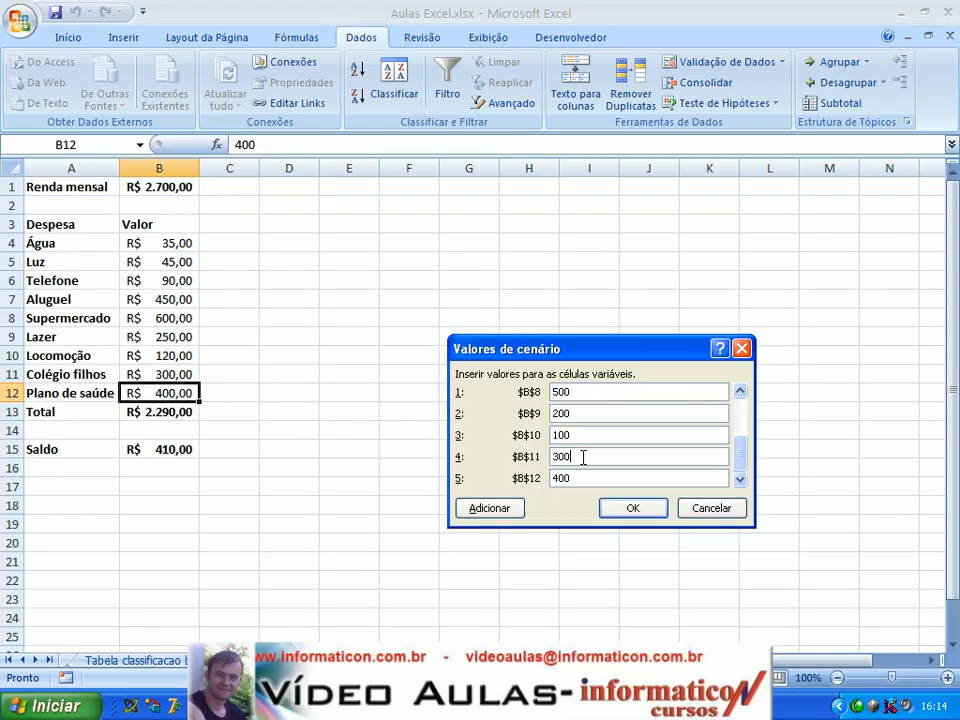 Aulas Excel.xlsx - Microsoft Excel
Início Inserir Layout da Página Fórmulas Dados Revisão Exibição Desenvolvedor
Do Access
Da Web
De Texto
De Outras Fontes
Conexões Existentes
Obter Dados Externos
Atualizar tudo
Conexões
Propriedades
Editar Links
Conexões
Classificar
Filtro
Limpar
Reaplicar
Avançado
Classificar e Filtrar
Texto para colunas
Remover Duplicatas
Validação de Dados
Consolidar
Teste de Hipóteses
Ferramentas de Dados
Agrupar
Desagrupar
Subtotal
Estrutura de Tópicos
B12 fx 400
A B C D E F G H I J K L M N
1 Renda mensal R$ 2.700,00
2
3 Despesa Valor
4 Água R$ 35,00
5 Luz R$ 45,00
6 Telefone R$ 90,00
7 Aluguel R$ 450,00
8 Supermercado R$ 600,00
9 Lazer R$ 250,00
10 Locomoção R$ 120,00
11 Colégio filhos R$ 300,00
12 Plano de saúde R$ 400,00
13 Total R$ 2.290,00
14
15 Saldo R$ 410,00
16
17
18
19
20
21
22
23
24
25
Valores de cenário
Inserir valores para as células variáveis.
1: $B$8 500
2: $B$9 200
3: $B$10 100
4: $B$11 300
5: $B$12 400
Adicionar OK Cancelar
Tabela classificacao b
Pronto 100%
www.informaticon.com.br - videoaulas@informaticon.com.br
VÍDEO AULAS- informaticoN
cursos
Iniciar 16:14